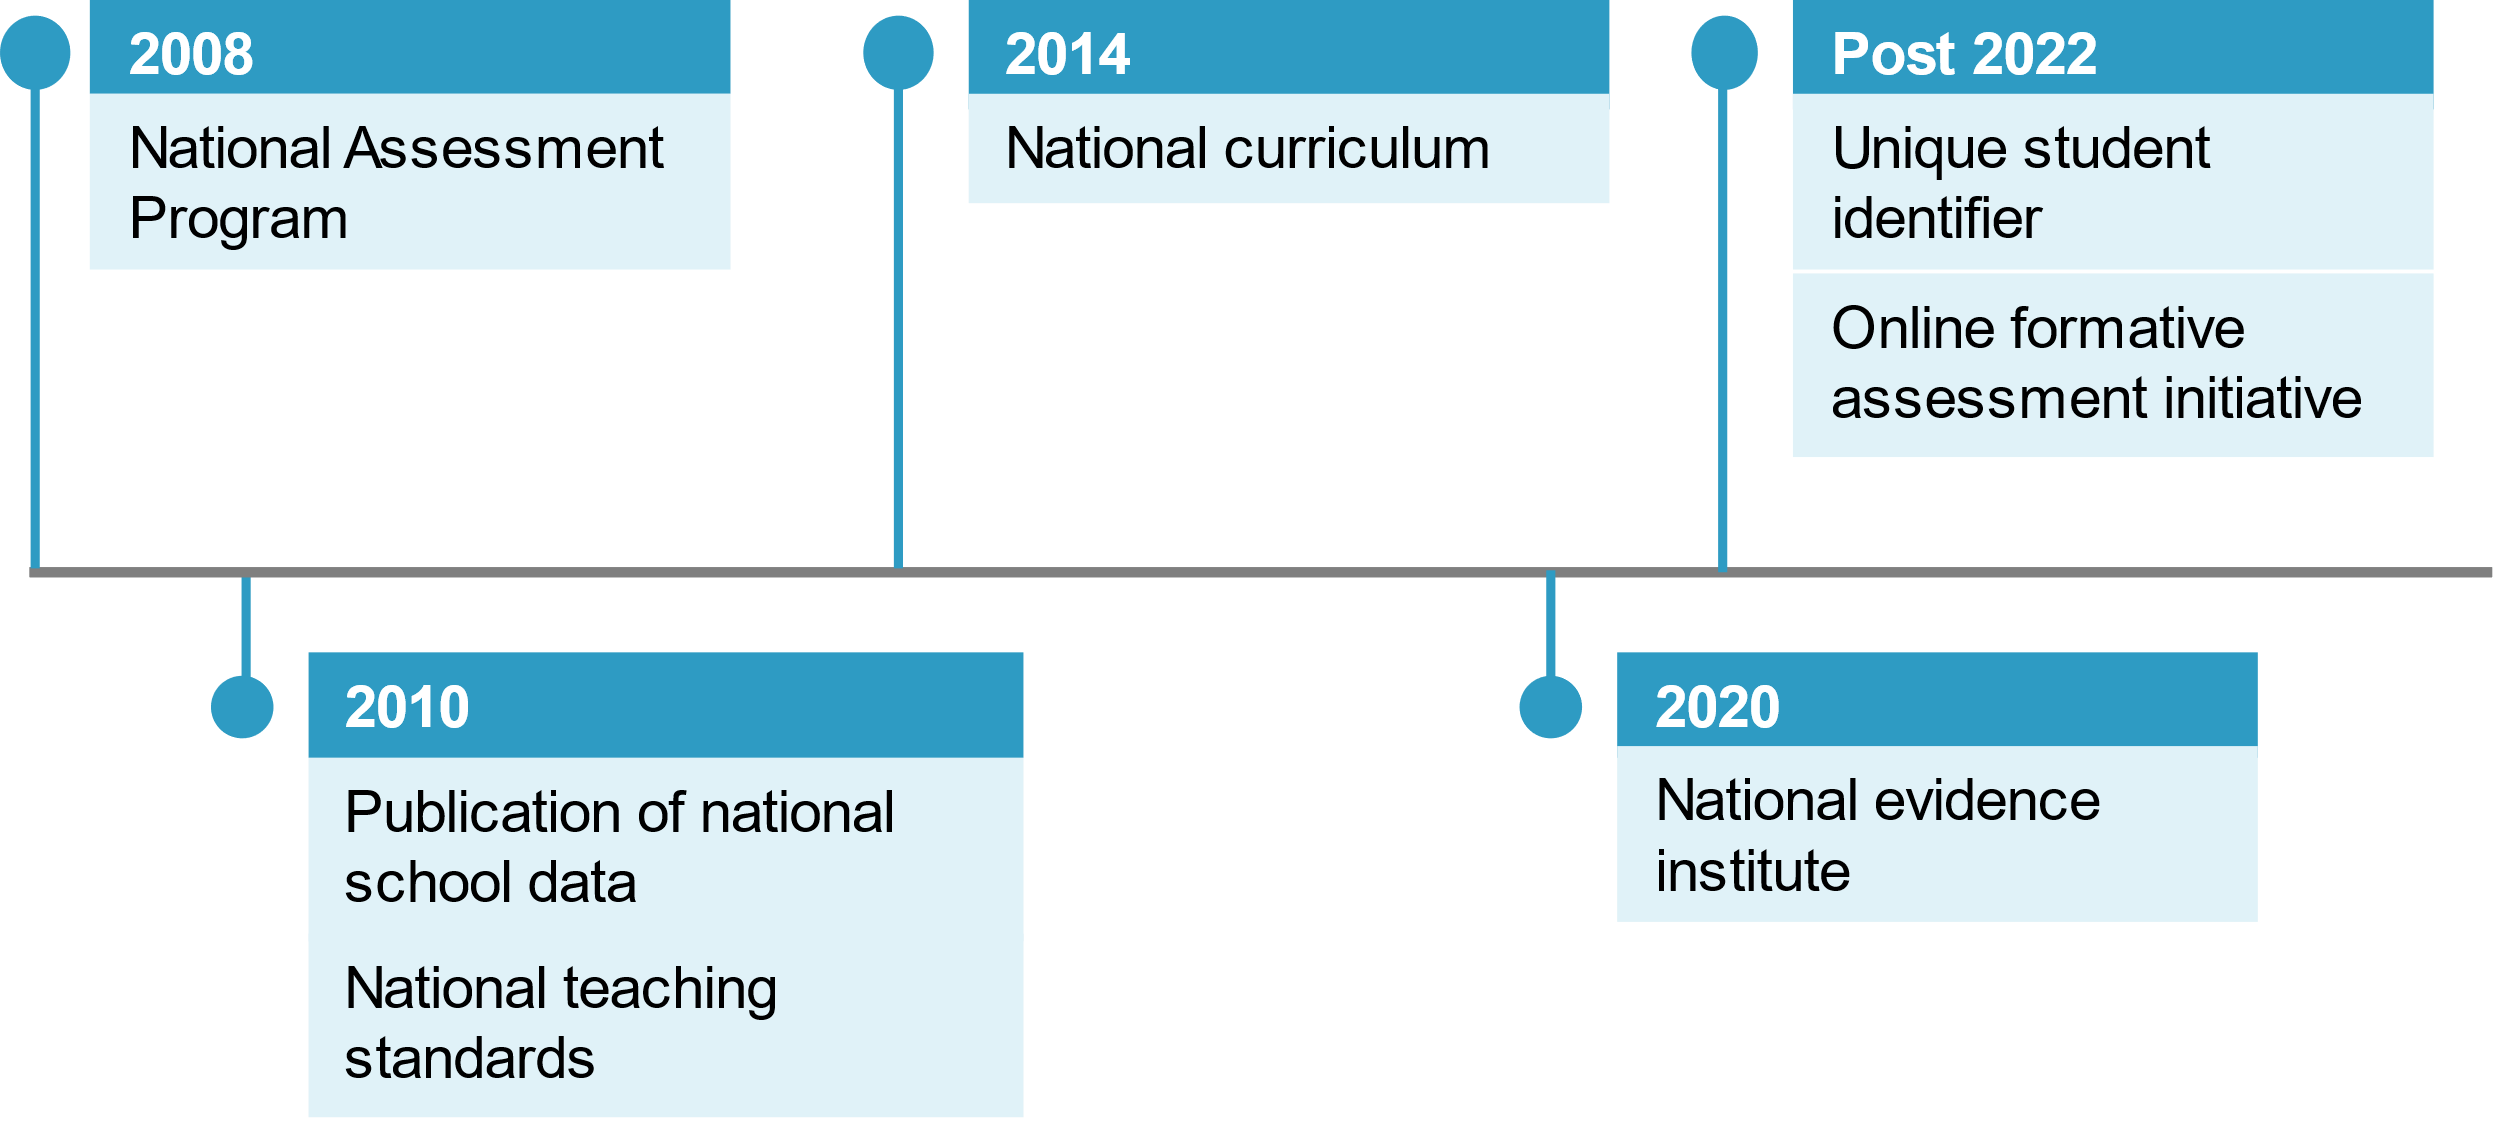 2008
National Assessment
Program
2014
National curriculum
Post 2022
Unique student
identifier
Online formative
assessment initiative
2010
Publication of national
school data
National teaching
standards
2020
National evidence
institute